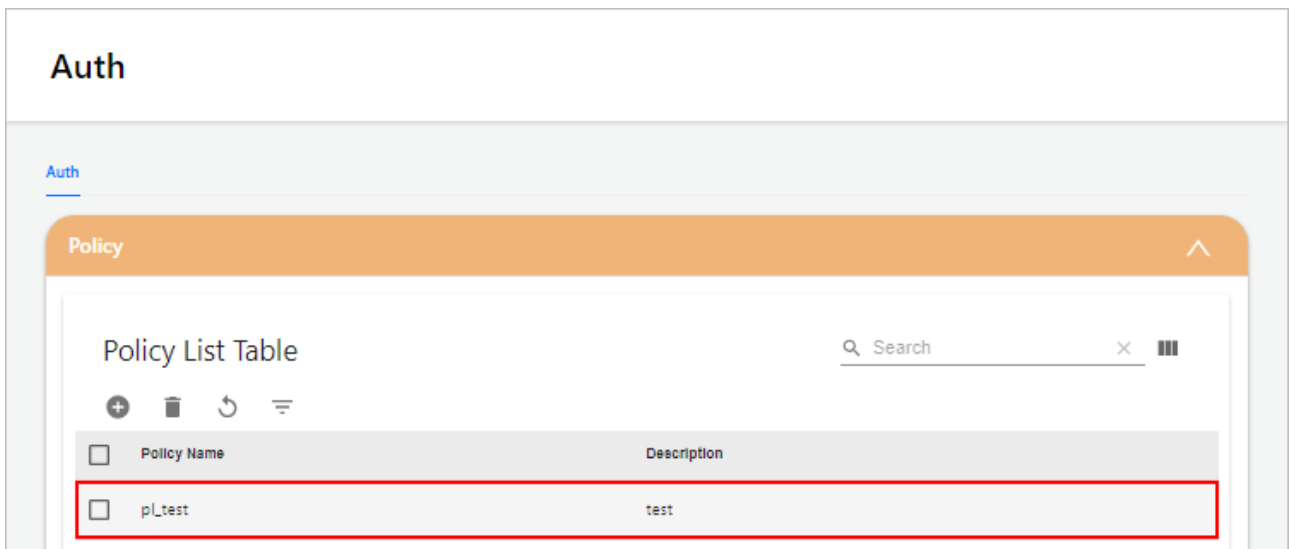 Auth
Auth
Policy
Policy List Table
Search
Policy Name Description
pl_test test